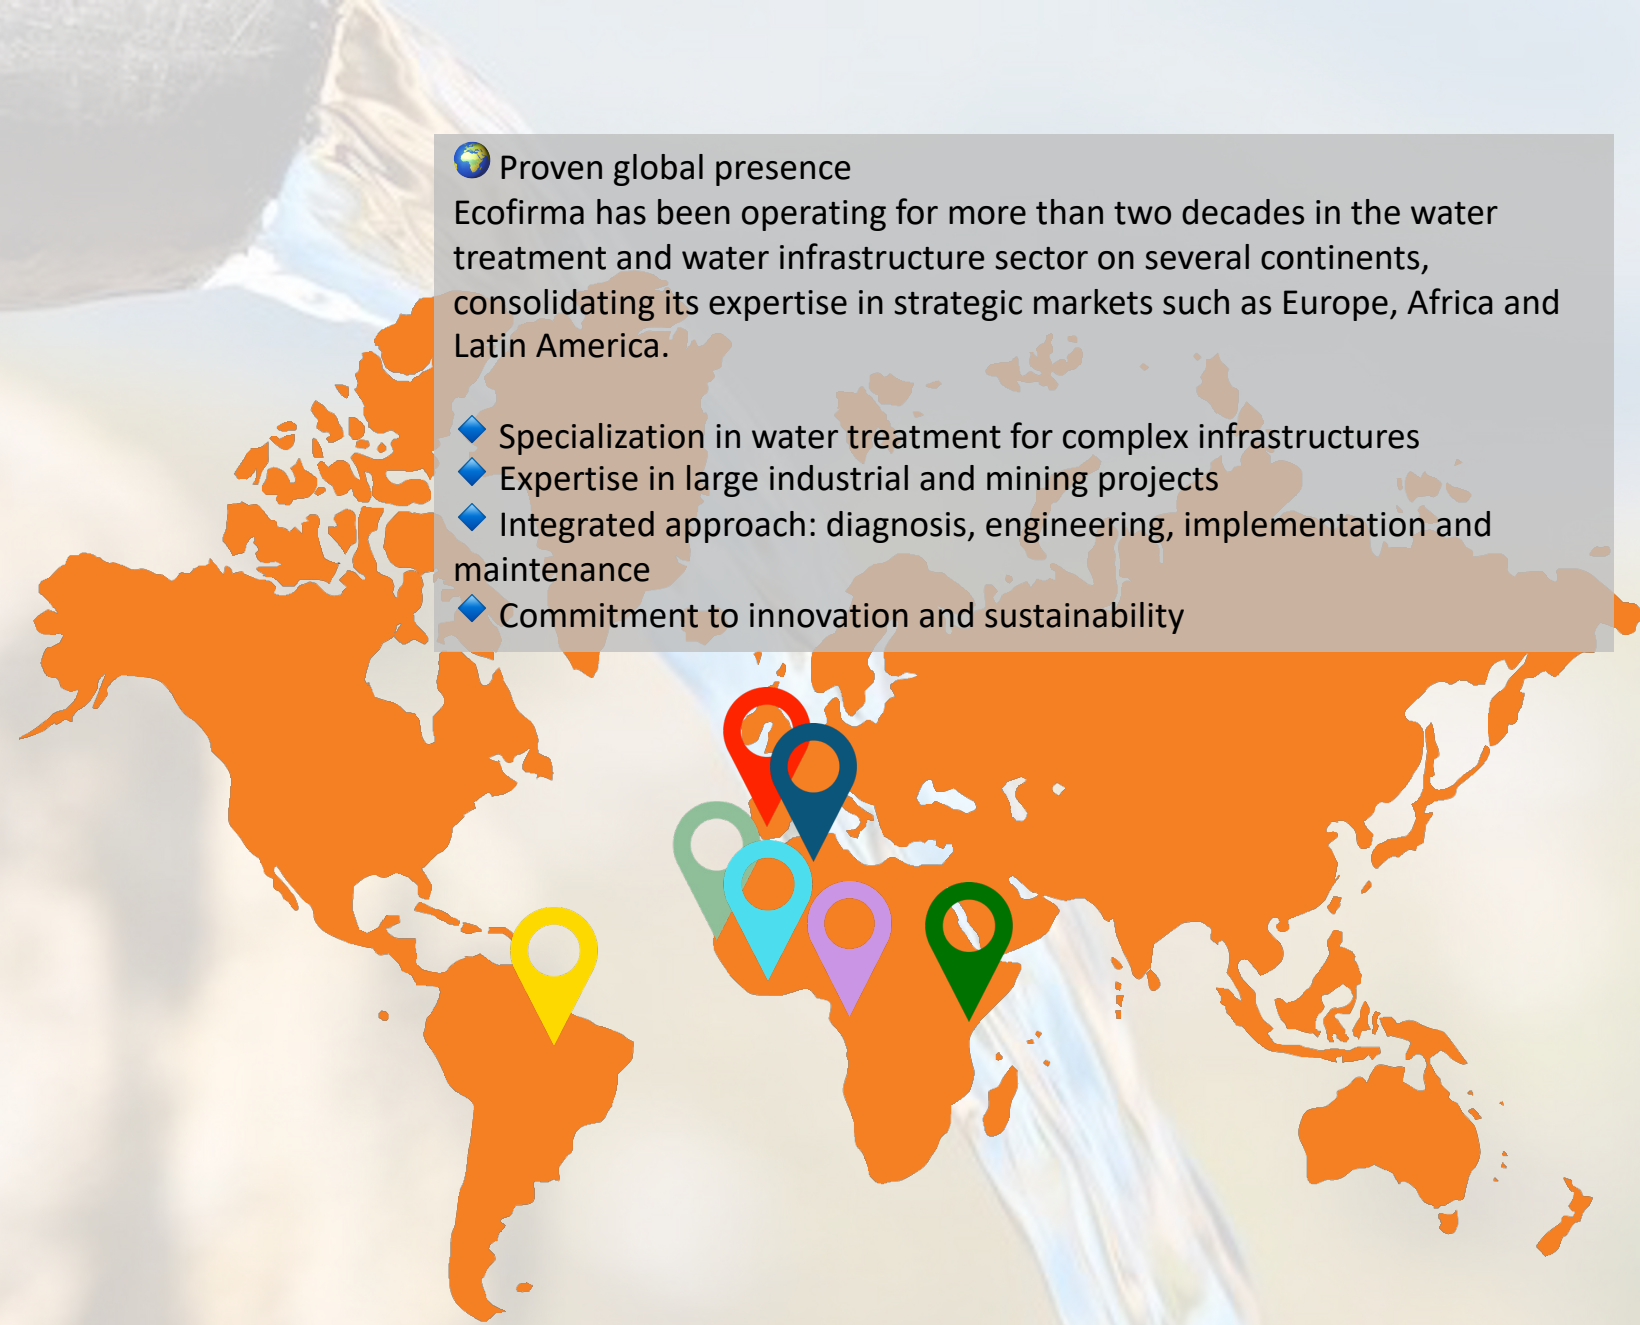 🌍 Proven global presence
Ecofirma has been operating for more than two decades in the water
treatment and water infrastructure sector on several continents,
consolidating its expertise in strategic markets such as Europe, Africa and
Latin America.
🔹 Specialization in water treatment for complex infrastructures
🔹 Expertise in large industrial and mining projects
🔹 Integrated approach: diagnosis, engineering, implementation and
maintenance
🔹 Commitment to innovation and sustainability